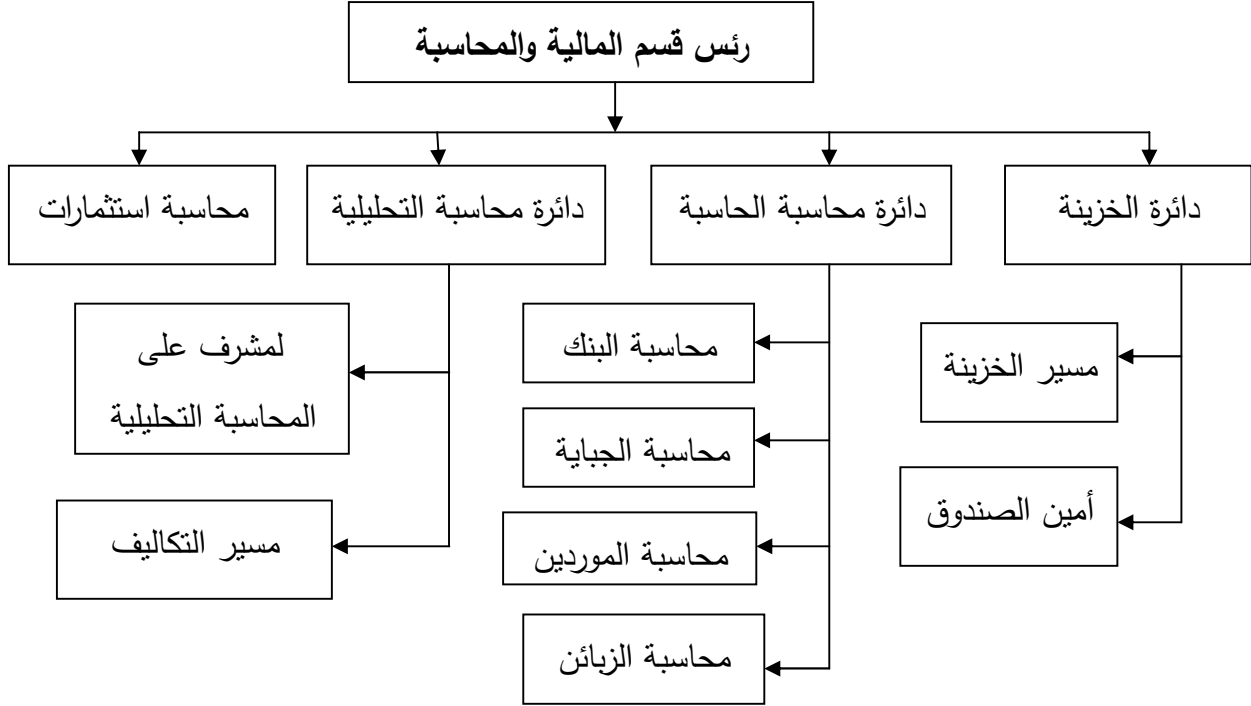 رئس قسم المالية والمحاسبة
دائرة الخزينة
دائرة محاسبة الحاسبة
دائرة محاسبة التحليلية
محاسبة استثمارات
مسير الخزينة
أمين الصندوق
محاسبة البنك
محاسبة الجباية
محاسبة الموردين
محاسبة الزبائن
لمشرف على
المحاسبة التحليلية
مسير التكاليف